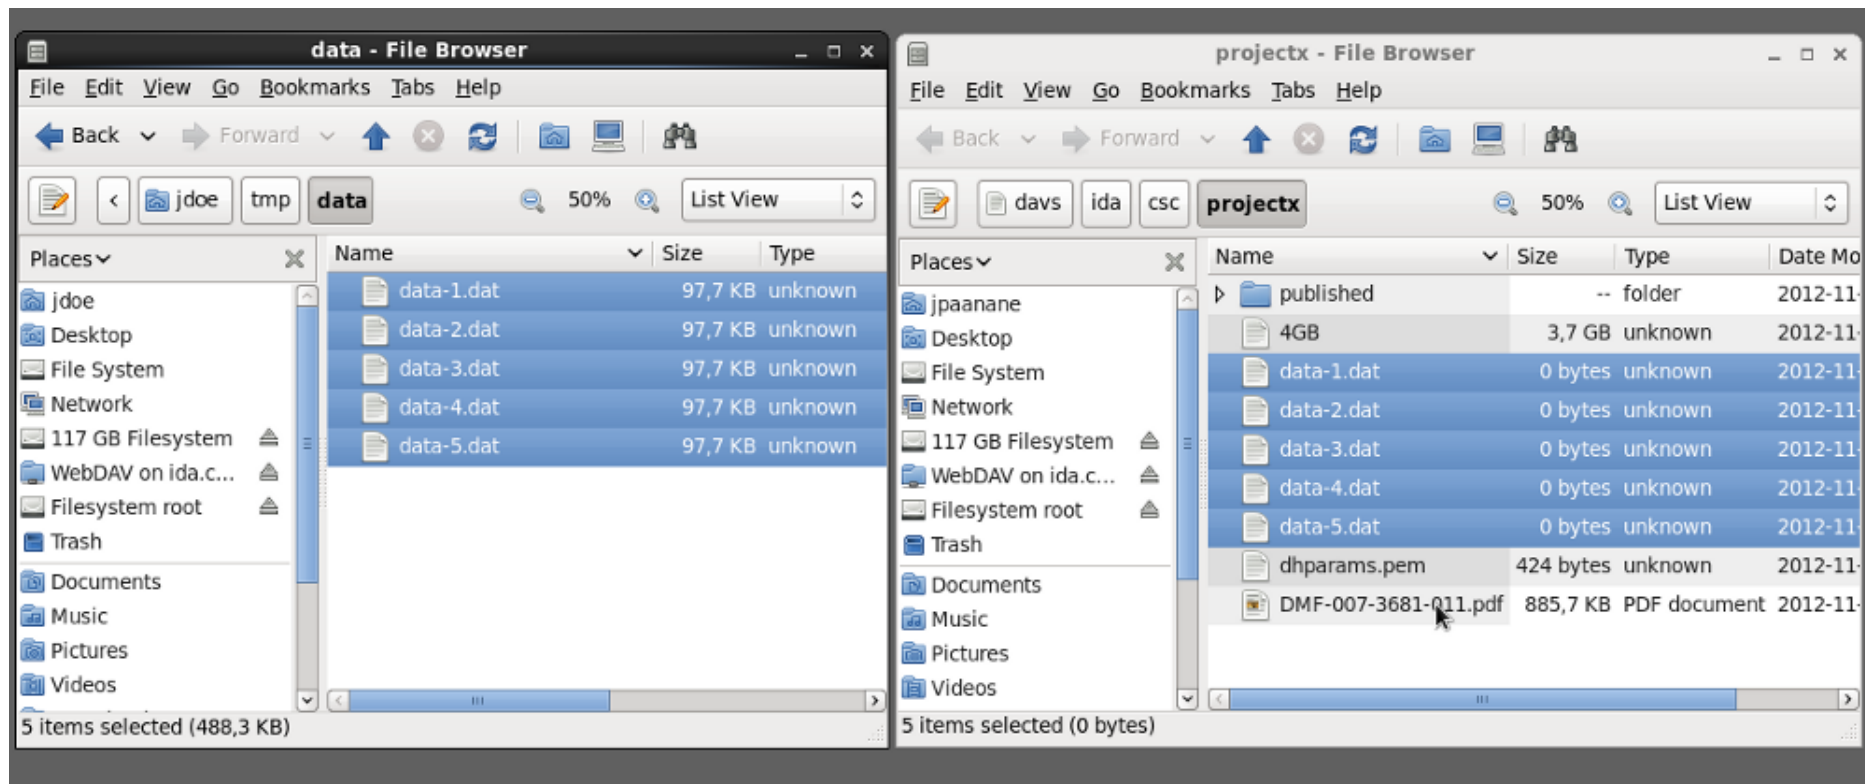 data - File Browser
File Edit View Go Bookmarks Tabs Help
Back Forward
< jdoe tmp data 50% List View
Places
jdoe
Desktop
File System
Network
117 GB Filesystem
WebDAV on ida.c...
Filesystem root
Trash
Documents
Music
Pictures
Videos
Name Size Type
data-1.dat 97,7 KB unknown
data-2.dat 97,7 KB unknown
data-3.dat 97,7 KB unknown
data-4.dat 97,7 KB unknown
data-5.dat 97,7 KB unknown
5 items selected (488,3 KB)
projectx - File Browser
File Edit View Go Bookmarks Tabs Help
Back Forward
davs ida csc projectx 50% List View
Places
jpaanane
Desktop
File System
Network
117 GB Filesystem
WebDAV on ida.c...
Filesystem root
Trash
Documents
Music
Pictures
Videos
Name Size Type Date Mo
published -- folder 2012-11-
4GB 3,7 GB unknown 2012-11-
data-1.dat 0 bytes unknown 2012-11-
data-2.dat 0 bytes unknown 2012-11-
data-3.dat 0 bytes unknown 2012-11-
data-4.dat 0 bytes unknown 2012-11-
data-5.dat 0 bytes unknown 2012-11-
dhparams.pem 424 bytes unknown 2012-11-
DMF-007-3681-011.pdf 885,7 KB PDF document 2012-11-
5 items selected (0 bytes)